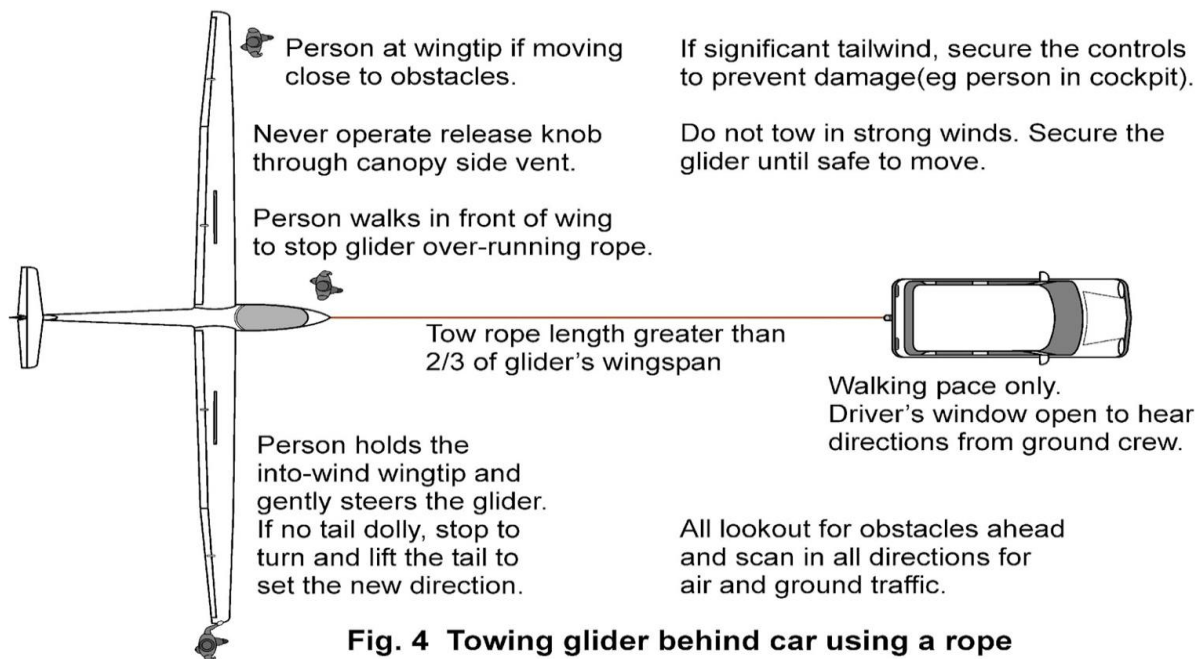 Person at wingtip if moving
close to obstacles.
If significant tailwind, secure the controls
to prevent damage(eg person in cockpit).
Never operate release knob
through canopy side vent.
Do not tow in strong winds. Secure the
glider until safe to move.
Person walks in front of wing
to stop glider over-running rope.
Tow rope length greater than
2/3 of glider's wingspan
Walking pace only.
Driver's window open to hear
directions from ground crew.
Person holds the
into-wind wingtip and
gently steers the glider.
If no tail dolly, stop to
turn and lift the tail to
set the new direction.
All lookout for obstacles ahead
and scan in all directions for
air and ground traffic.
Fig. 4 Towing glider behind car using a rope